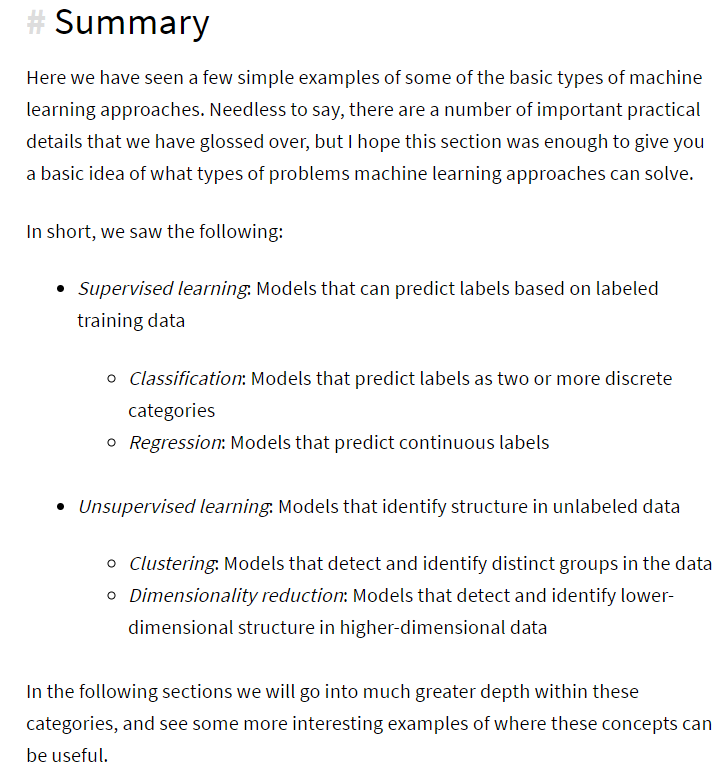 # Summary
Here we have seen a few simple examples of some of the basic types of machine
learning approaches. Needless to say, there are a number of important practical
details that we have glossed over, but I hope this section was enough to give you
a basic idea of what types of problems machine learning approaches can solve.
In short, we saw the following:
• Supervised learning: Models that can predict labels based on labeled
training data
○ Classification: Models that predict labels as two or more discrete
categories
○ Regression: Models that predict continuous labels
• Unsupervised learning: Models that identify structure in unlabeled data
○ Clustering: Models that detect and identify distinct groups in the data
○ Dimensionality reduction: Models that detect and identify lower-
dimensional structure in higher-dimensional data
In the following sections we will go into much greater depth within these
categories, and see some more interesting examples of where these concepts can
be useful.